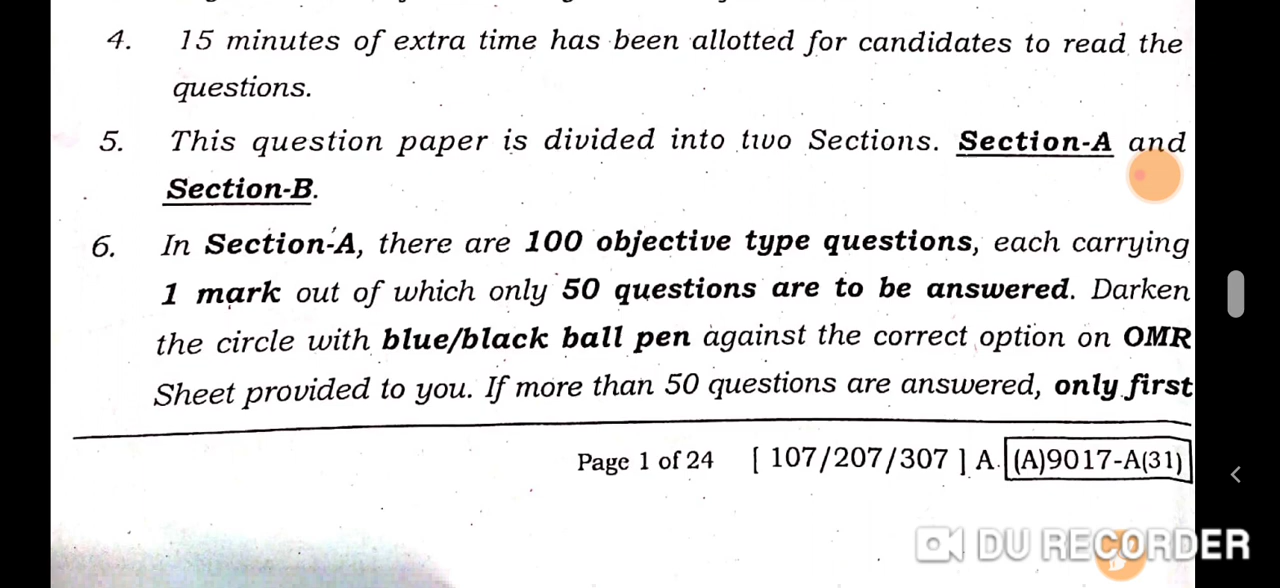 4. 15 minutes of extra time has been allotted for candidates to read the
questions.
5. This question paper is divided into two Sections. Section-A and
Section-B.
6. In Section-A, there are 100 objective type questions, each carrying
1 mark out of which only 50 questions are to be answered. Darken
the circle with blue/black ball pen against the correct option on OMR
Sheet provided to you. If more than 50 questions are answered, only first
Page 1 of 24 [ 107/207/307 ] A (A)9017-A(31)
DU RECORDER